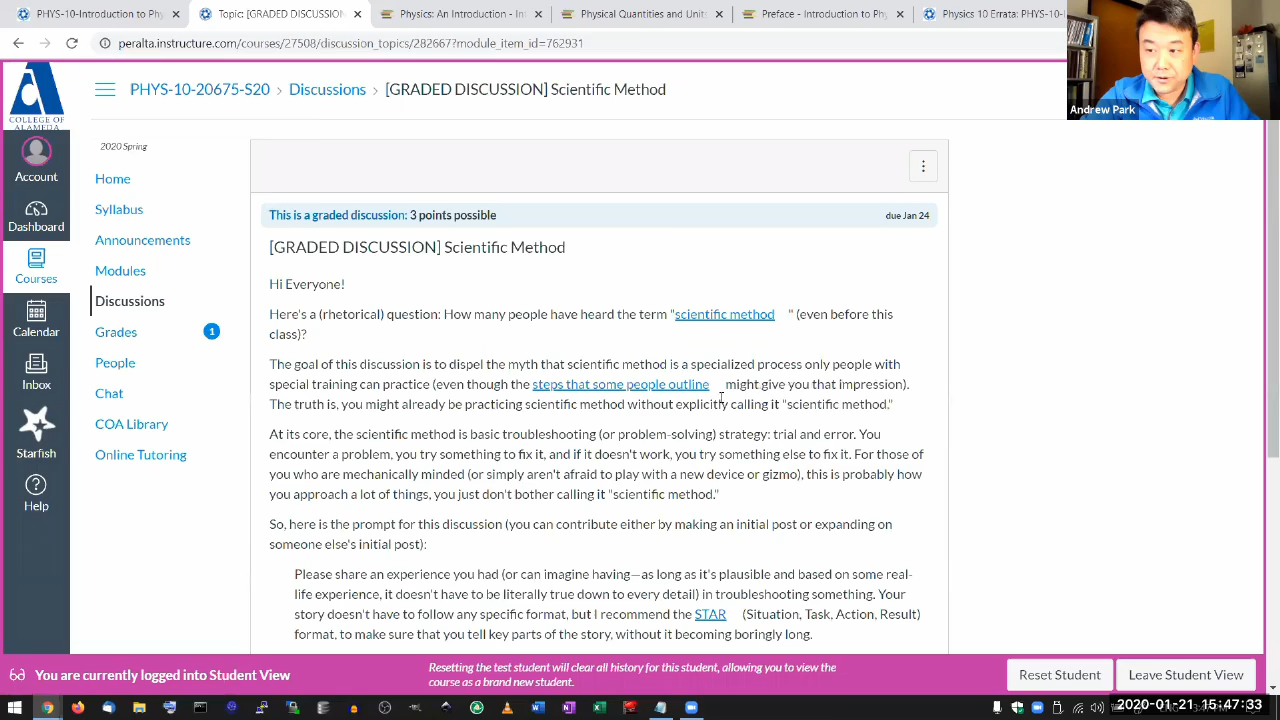 PHYS-10-Introduction to Physic
Topic: [GRADED DISCUSSION]
Physics: An Introduction - Int
Physical Quantities and Units
Preface - Introduction to Phy
Physics 10 Errata: PHYS-10-
peralta.instructure.com/courses/27508/discussion_topics/282667?module_item_id=762931
Andrew Park
COLLEGE OF
ALAMEDA
Account
Dashboard
Courses
Calendar
Inbox
Starfish
Help
PHYS-10-20675-S20 > Discussions > [GRADED DISCUSSION] Scientific Method
2020 Spring
Home
Syllabus
Announcements
Modules
Discussions
Grades 1
People
Chat
COA Library
Online Tutoring
This is a graded discussion: 3 points possible
due Jan 24
[GRADED DISCUSSION] Scientific Method
Hi Everyone!
Here's a (rhetorical) question: How many people have heard the term "scientific method " (even before this
class)?
The goal of this discussion is to dispel the myth that scientific method is a specialized process only people with
special training can practice (even though the steps that some people outline might give you that impression).
The truth is, you might already be practicing scientific method without explicitly calling it "scientific method."
At its core, the scientific method is basic troubleshooting (or problem-solving) strategy: trial and error. You
encounter a problem, you try something to fix it, and if it doesn't work, you try something else to fix it. For those of
you who are mechanically minded (or simply aren't afraid to play with a new device or gizmo), this is probably how
you approach a lot of things, you just don't bother calling it "scientific method."
So, here is the prompt for this discussion (you can contribute either by making an initial post or expanding on
someone else's initial post):
Please share an experience you had (or can imagine having—as long as it's plausible and based on some real-
life experience, it doesn't have to be literally true down to every detail) in troubleshooting something. Your
story doesn't have to follow any specific format, but I recommend the STAR (Situation, Task, Action, Result)
format, to make sure that you tell key parts of the story, without it becoming boringly long.
You are currently logged into Student View
Resetting the test student will clear all history for this student, allowing you to view the
course as a brand new student.
Reset Student
Leave Student View
2020-01-21 15:47:33